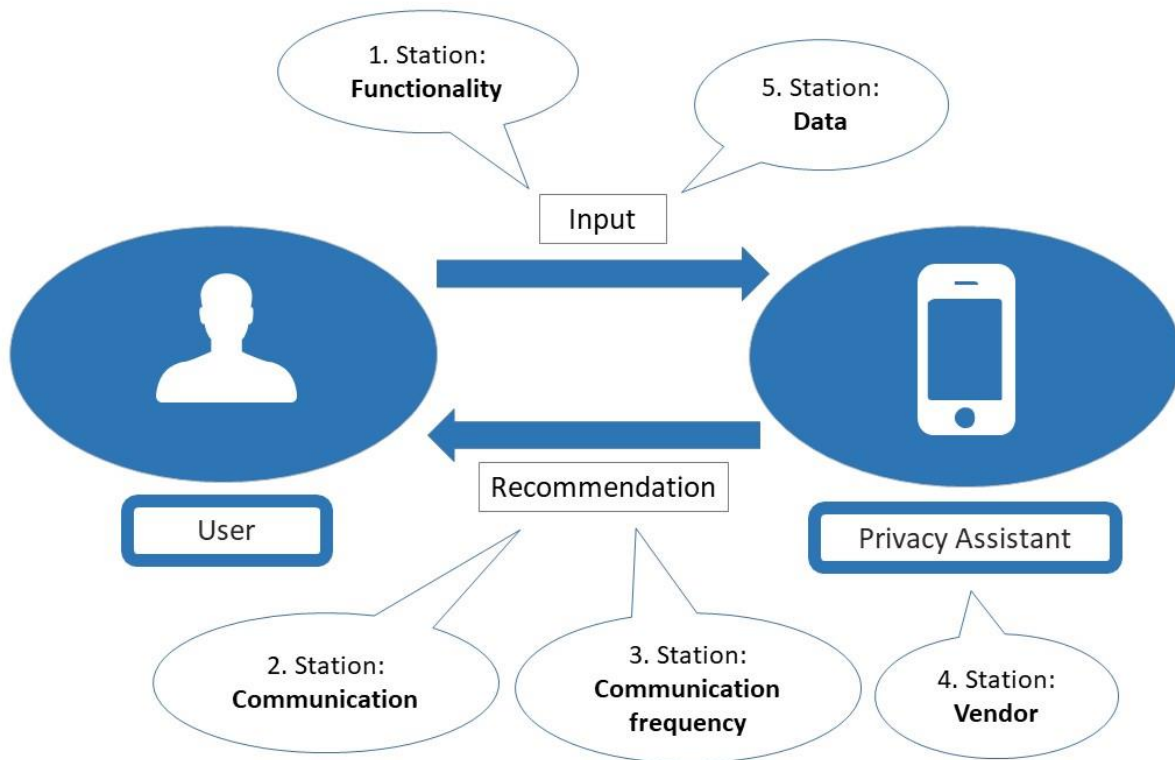 1. Station:
Functionality
5. Station:
Data
Input
Recommendation
User
Privacy Assistant
2. Station:
Communication
3. Station:
Communication
frequency
4. Station:
Vendor